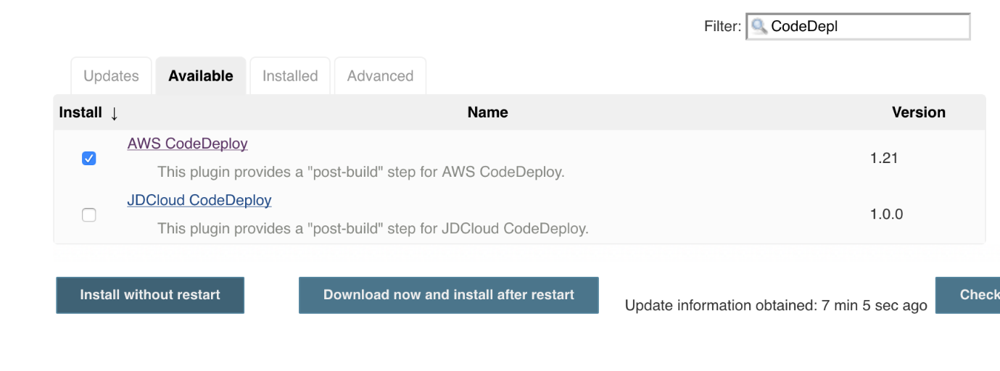 Filter: CodeDepl
Updates Available Installed Advanced
Install ↓ Name Version
AWS CodeDeploy
This plugin provides a "post-build" step for AWS CodeDeploy.
1.21
JDCloud CodeDeploy
This plugin provides a "post-build" step for JDCloud CodeDeploy.
1.0.0
Install without restart Download now and install after restart Update information obtained: 7 min 5 sec ago Check